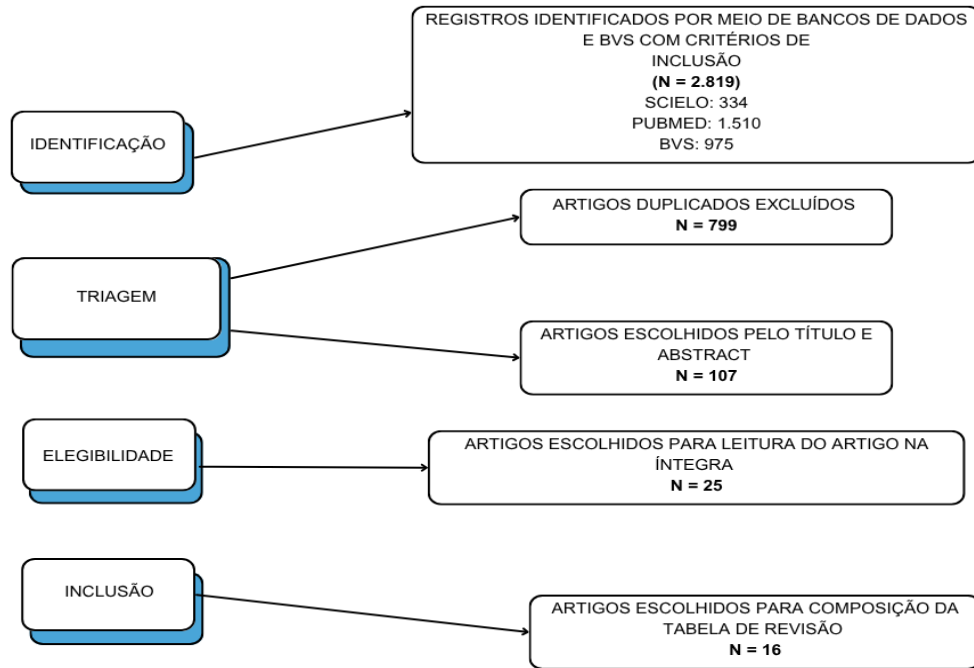 REGISTROS IDENTIFICADOS POR MEIO DE BANCOS DE DADOS
E BVS COM CRITÉRIOS DE
INCLUSÃO
(N = 2.819)
SCIELO: 334
PUBMED: 1.510
BVS: 975
IDENTIFICAÇÃO
ARTIGOS DUPLICADOS EXCLUÍDOS
N = 799
TRIAGEM
ARTIGOS ESCOLHIDOS PELO TÍTULO E
ABSTRACT
N = 107
ELEGIBILIDADE
ARTIGOS ESCOLHIDOS PARA LEITURA DO ARTIGO NA
ÍNTEGRA
N = 25
INCLUSÃO
ARTIGOS ESCOLHIDOS PARA COMPOSIÇÃO DA
TABELA DE REVISÃO
N = 16